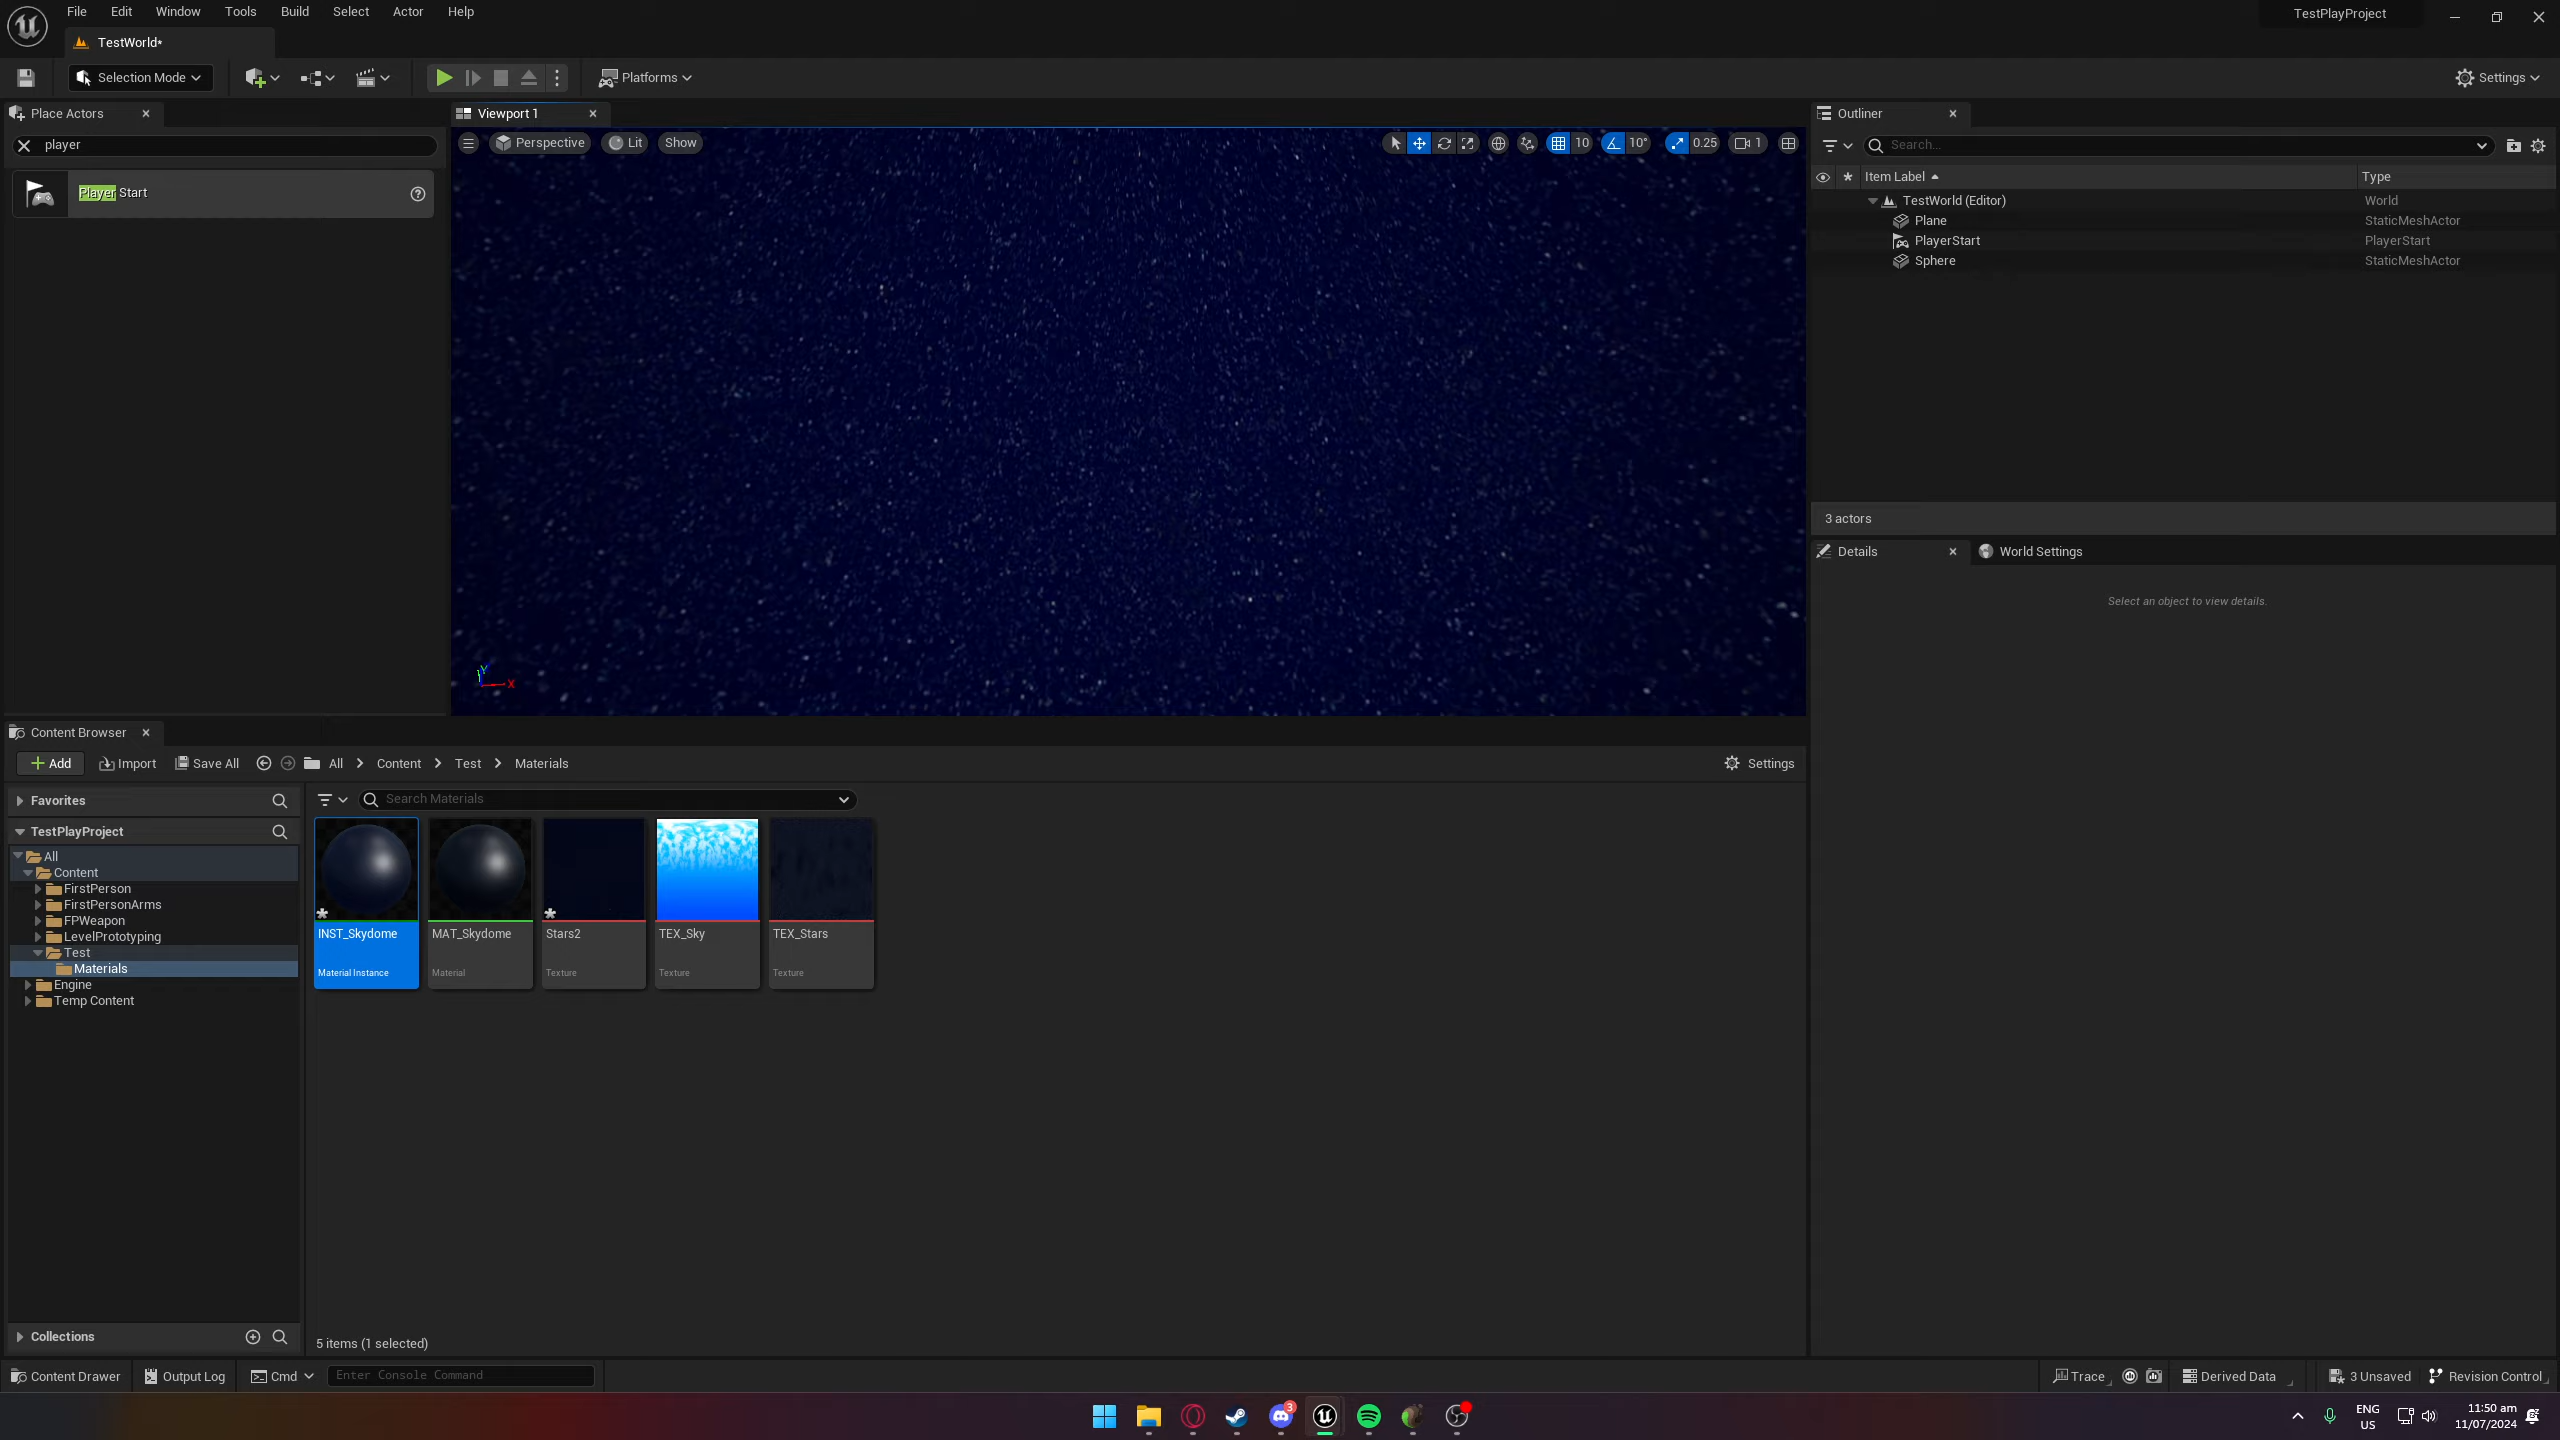 File Edit Window Tools Build Select Actor Help
TestPlayProject
TestWorld*
Selection Mode
Platforms
Settings
Place Actors
Viewport 1
Outliner
player
Perspective Lit Show
10 10° 0.25 1
Search...
Item Label Type
Player Start
TestWorld (Editor) World
Plane StaticMeshActor
PlayerStart PlayerStart
Sphere StaticMeshActor
3 actors
Details World Settings
Select an object to view details.
Y
X
Content Browser
Add Import Save All All Content Test Materials Settings
Favorites
Search Materials
TestPlayProject
All
Content
FirstPerson
FirstPersonArms
FPWeapon
LevelPrototyping
Test
Materials
Engine
Temp Content
INST_Skydome MAT_Skydome Stars2 TEX_Sky TEX_Stars
Material Instance Material Texture Texture Texture
Collections
5 items (1 selected)
Content Drawer Output Log Cmd Enter Console Command Trace Derived Data 3 Unsaved Revision Control
3
ENG
US
11:50 am
11/07/2024